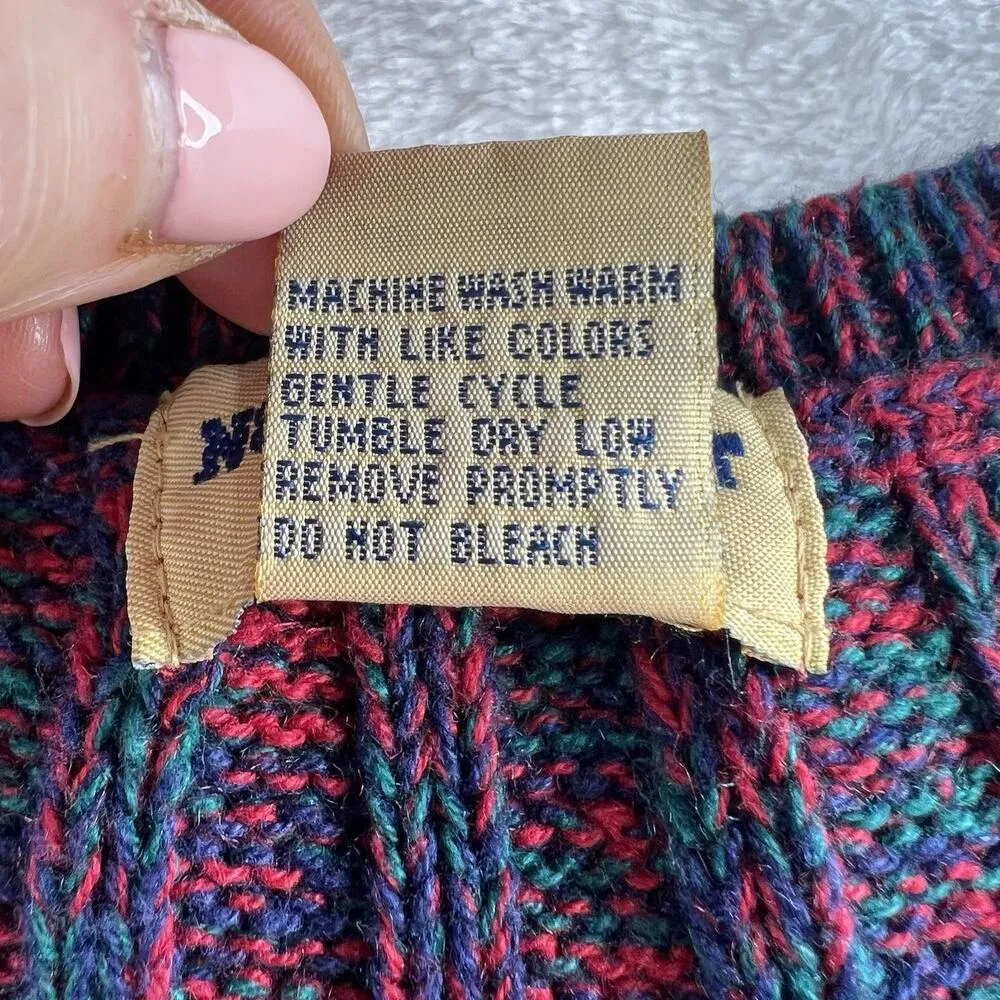 MACHINE WASH WARM
WITH LIKE COLORS
GENTLE CYCLE
TUMBLE DRY LOW
REMOVE PROMPTLY
DO NOT BLEACH